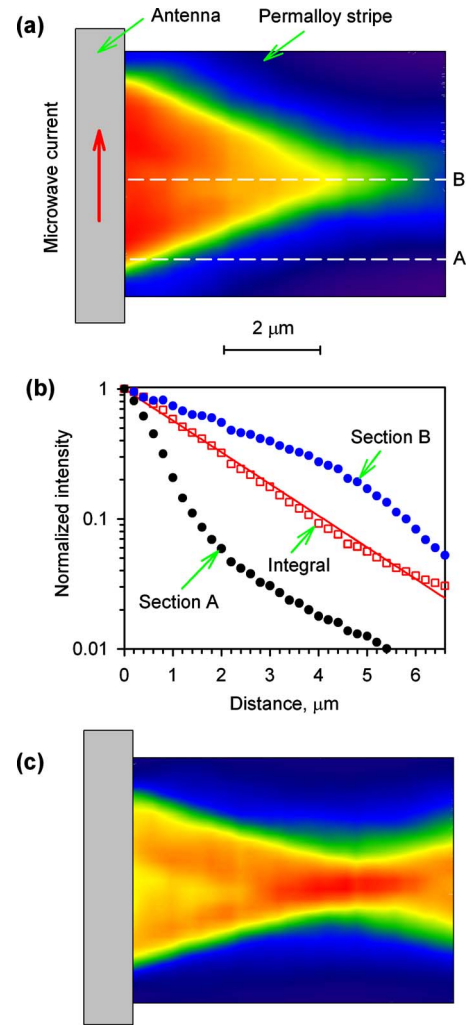 (a)
Antenna
Permalloy stripe
Microwave current
B
A
2 μm
(b)
Normalized intensity
1
0.1
0.01
Section B
Integral
Section A
0 1 2 3 4 5 6
Distance, μm
(c)